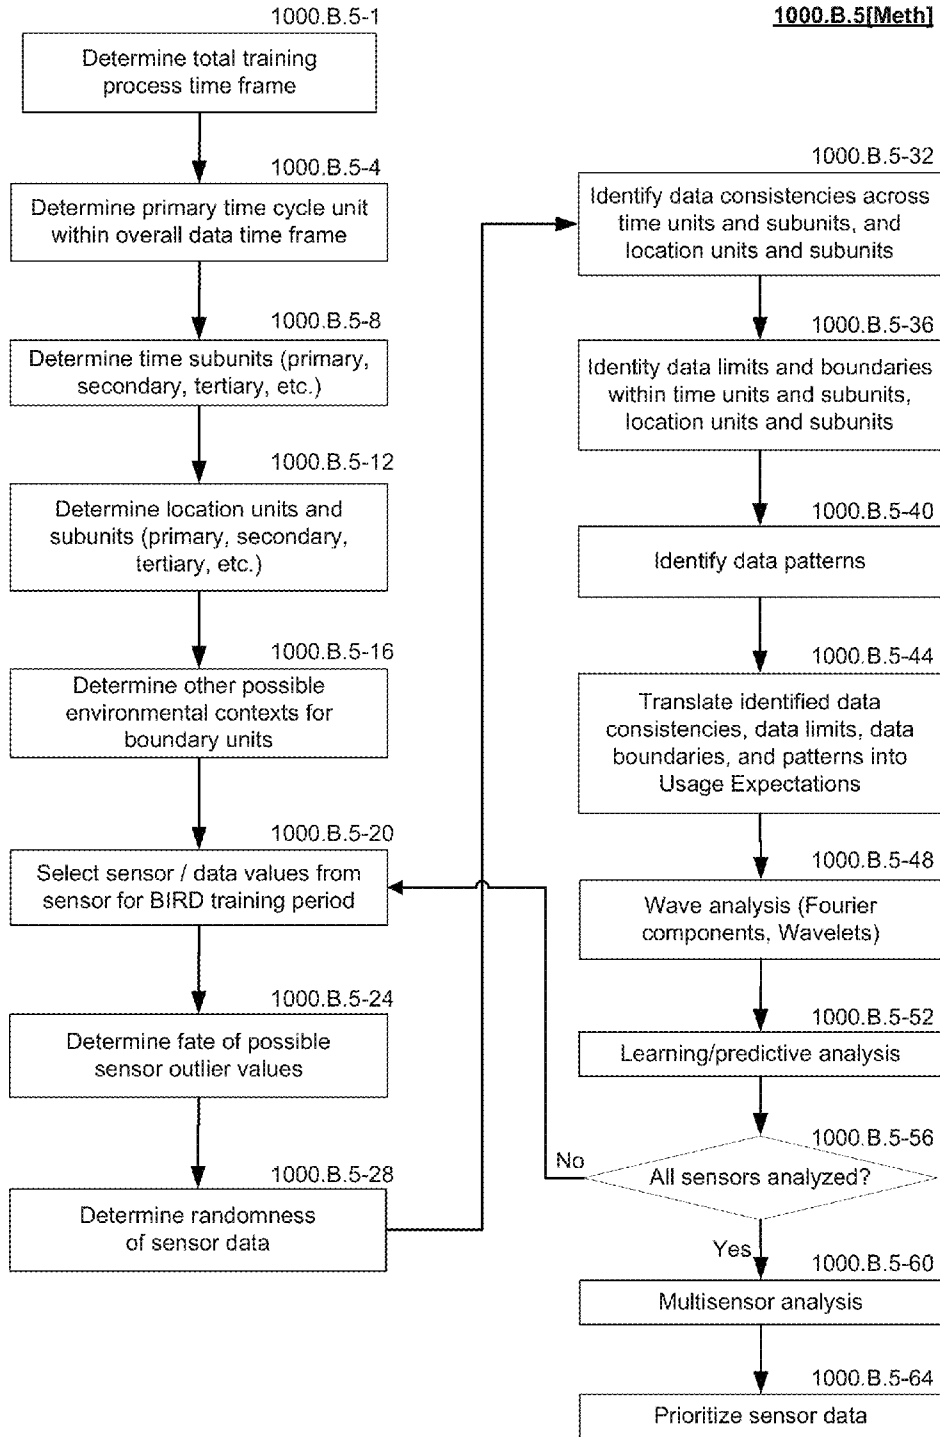 1000.B.5[Meth]
1000.B.5-1
Determine total training
process time frame
1000.B.5-4
Determine primary time cycle unit
within overall data time frame
1000.B.5-8
Determine time subunits (primary,
secondary, tertiary, etc.)
1000.B.5-12
Determine location units and
subunits (primary, secondary,
tertiary, etc.)
1000.B.5-16
Determine other possible
environmental contexts for
boundary units
1000.B.5-20
Select sensor / data values from
sensor for BIRD training period
1000.B.5-24
Determine fate of possible
sensor outlier values
1000.B.5-28
Determine randomness
of sensor data
1000.B.5-32
Identify data consistencies across
time units and subunits, and
location units and subunits
1000.B.5-36
Identify data limits and boundaries
within time units and subunits,
location units and subunits
1000.B.5-40
Identify data patterns
1000.B.5-44
Translate identified data
consistencies, data limits, data
boundaries, and patterns into
Usage Expectations
1000.B.5-48
Wave analysis (Fourier
components, Wavelets)
1000.B.5-52
Learning/predictive analysis
1000.B.5-56
No
All sensors analyzed?
Yes
1000.B.5-60
Multisensor analysis
1000.B.5-64
Prioritize sensor data